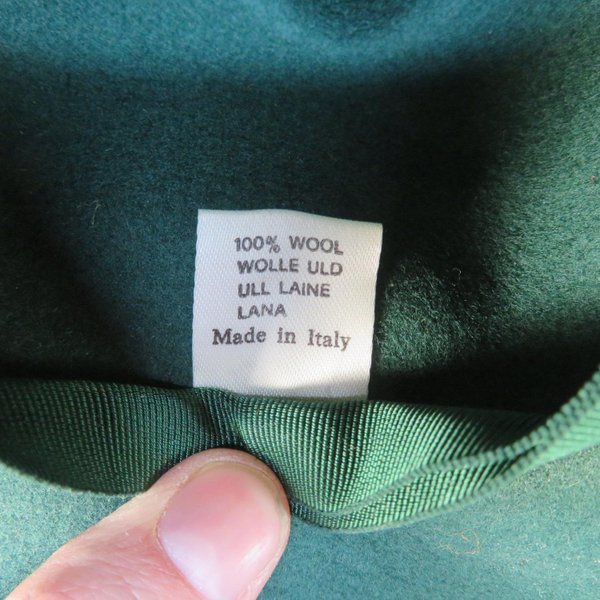 100% WOOL
WOLLE ULD
ULL LAINE
LANA
Made in Italy